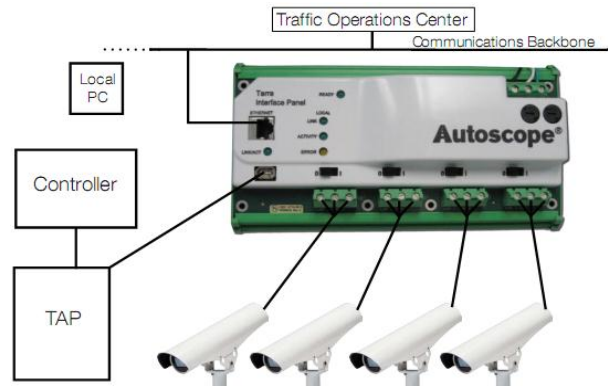 Traffic Operations Center
Communications Backbone
Local
PC
Terra
Interface Panel
ETHERNET
READY
LOCAL
LINK
ACTIVITY
LINK/ACT
ERROR
Autoscope®
Controller
TAP